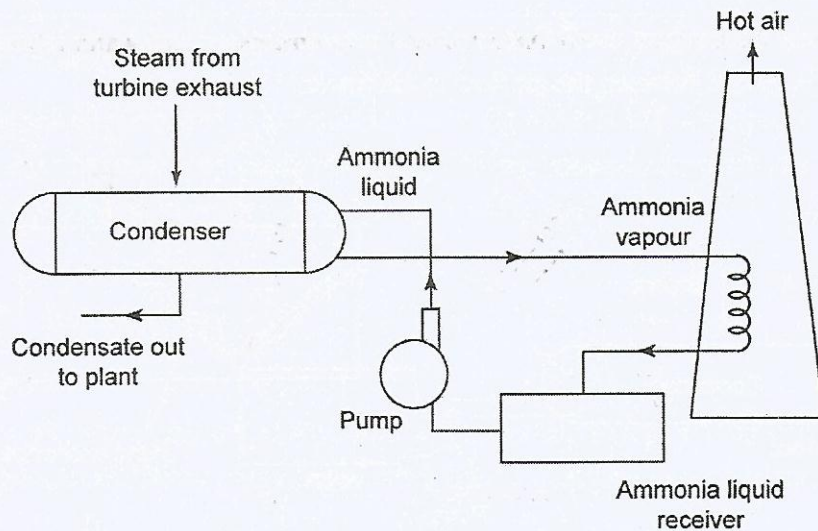 Hot air
Steam from
turbine exhaust
Ammonia
liquid
Condenser
Ammonia
vapour
Condensate out
to plant
Pump
Ammonia liquid
receiver